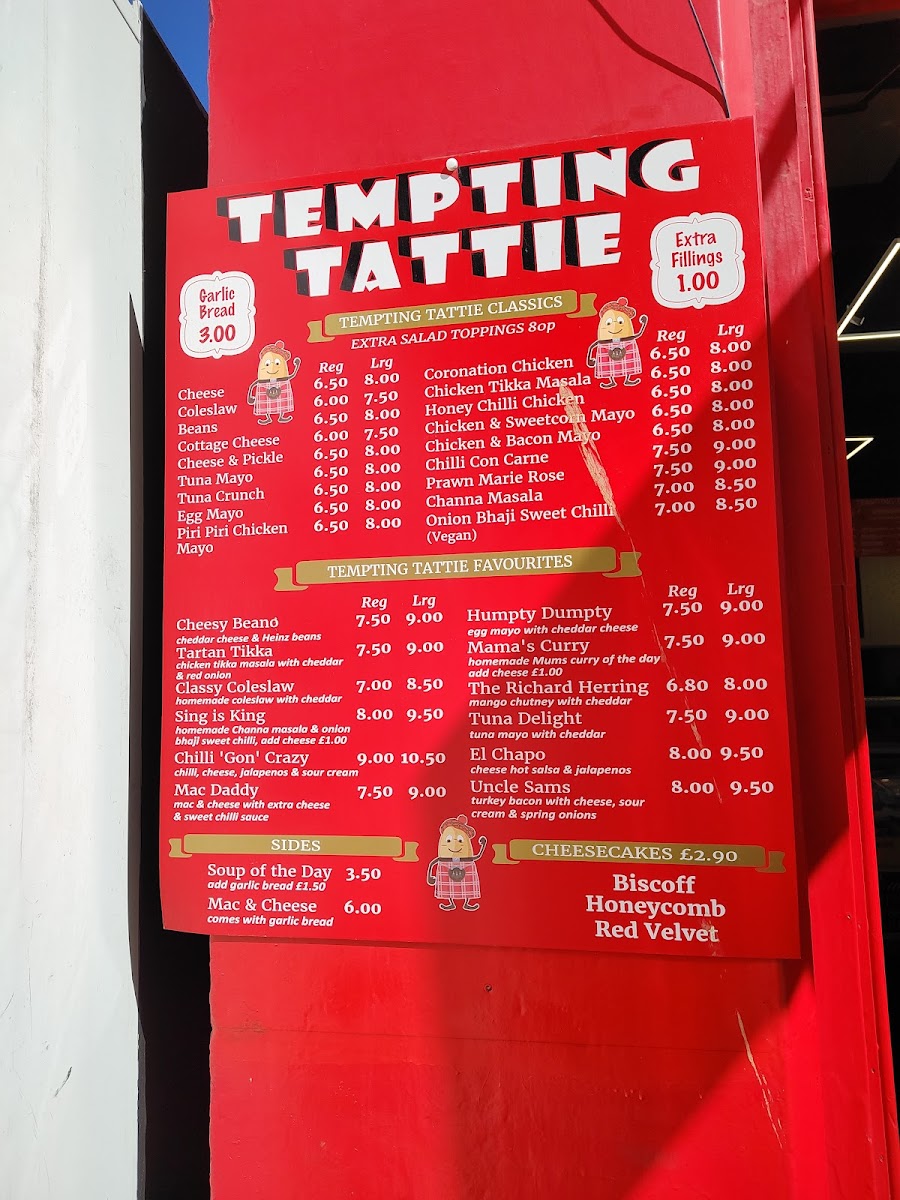 TEMPTING
TATTIE
Garlic
Bread
3.00
Extra
Fillings
1.00
TEMPTING TATTIE CLASSICS
EXTRA SALAD TOPPINGS 80p
Reg Lrg
Cheese 6.50 8.00
Coleslaw 6.00 7.50
Beans 6.50 8.00
Cottage Cheese 6.00 7.50
Cheese & Pickle 6.50 8.00
Tuna Mayo 6.50 8.00
Tuna Crunch 6.50 8.00
Egg Mayo 6.50 8.00
Piri Piri Chicken 6.50 8.00
Mayo
Reg Lrg
Coronation Chicken 6.50 8.00
Chicken Tikka Masala 6.50 8.00
Honey Chilli Chicken 6.50 8.00
Chicken & Sweetcorn Mayo 6.50 8.00
Chicken & Bacon Mayo 6.50 8.00
Chilli Con Carne 7.50 9.00
Prawn Marie Rose 7.50 9.00
Channa Masala 7.00 8.50
Onion Bhaji Sweet Chilli 7.00 8.50
(Vegan)
TEMPTING TATTIE FAVOURITES
Reg Lrg
Cheesy Beano 7.50 9.00
cheddar cheese & Heinz beans
Tartan Tikka 7.50 9.00
chicken tikka masala with cheddar
& red onion
Classy Coleslaw 7.00 8.50
homemade coleslaw with cheddar
Sing is King 8.00 9.50
homemade Channa masala & onion
bhaji sweet chilli, add cheese £1.00
Chilli 'Gon' Crazy 9.00 10.50
chilli, cheese, jalapenos & sour cream
Mac Daddy 7.50 9.00
mac & cheese with extra cheese
& sweet chilli sauce
Reg Lrg
Humpty Dumpty 7.50 9.00
egg mayo with cheddar cheese
Mama's Curry 7.50 9.00
homemade Mums curry of the day
add cheese £1.00
The Richard Herring 6.80 8.00
mango chutney with cheddar
Tuna Delight 7.50 9.00
tuna mayo with cheddar
El Chapo 8.00 9.50
cheese hot salsa & jalapenos
Uncle Sams 8.00 9.50
turkey bacon with cheese, sour
cream & spring onions
SIDES
Soup of the Day 3.50
add garlic bread £1.50
Mac & Cheese 6.00
comes with garlic bread
CHEESECAKES £2.90
Biscoff
Honeycomb
Red Velvet